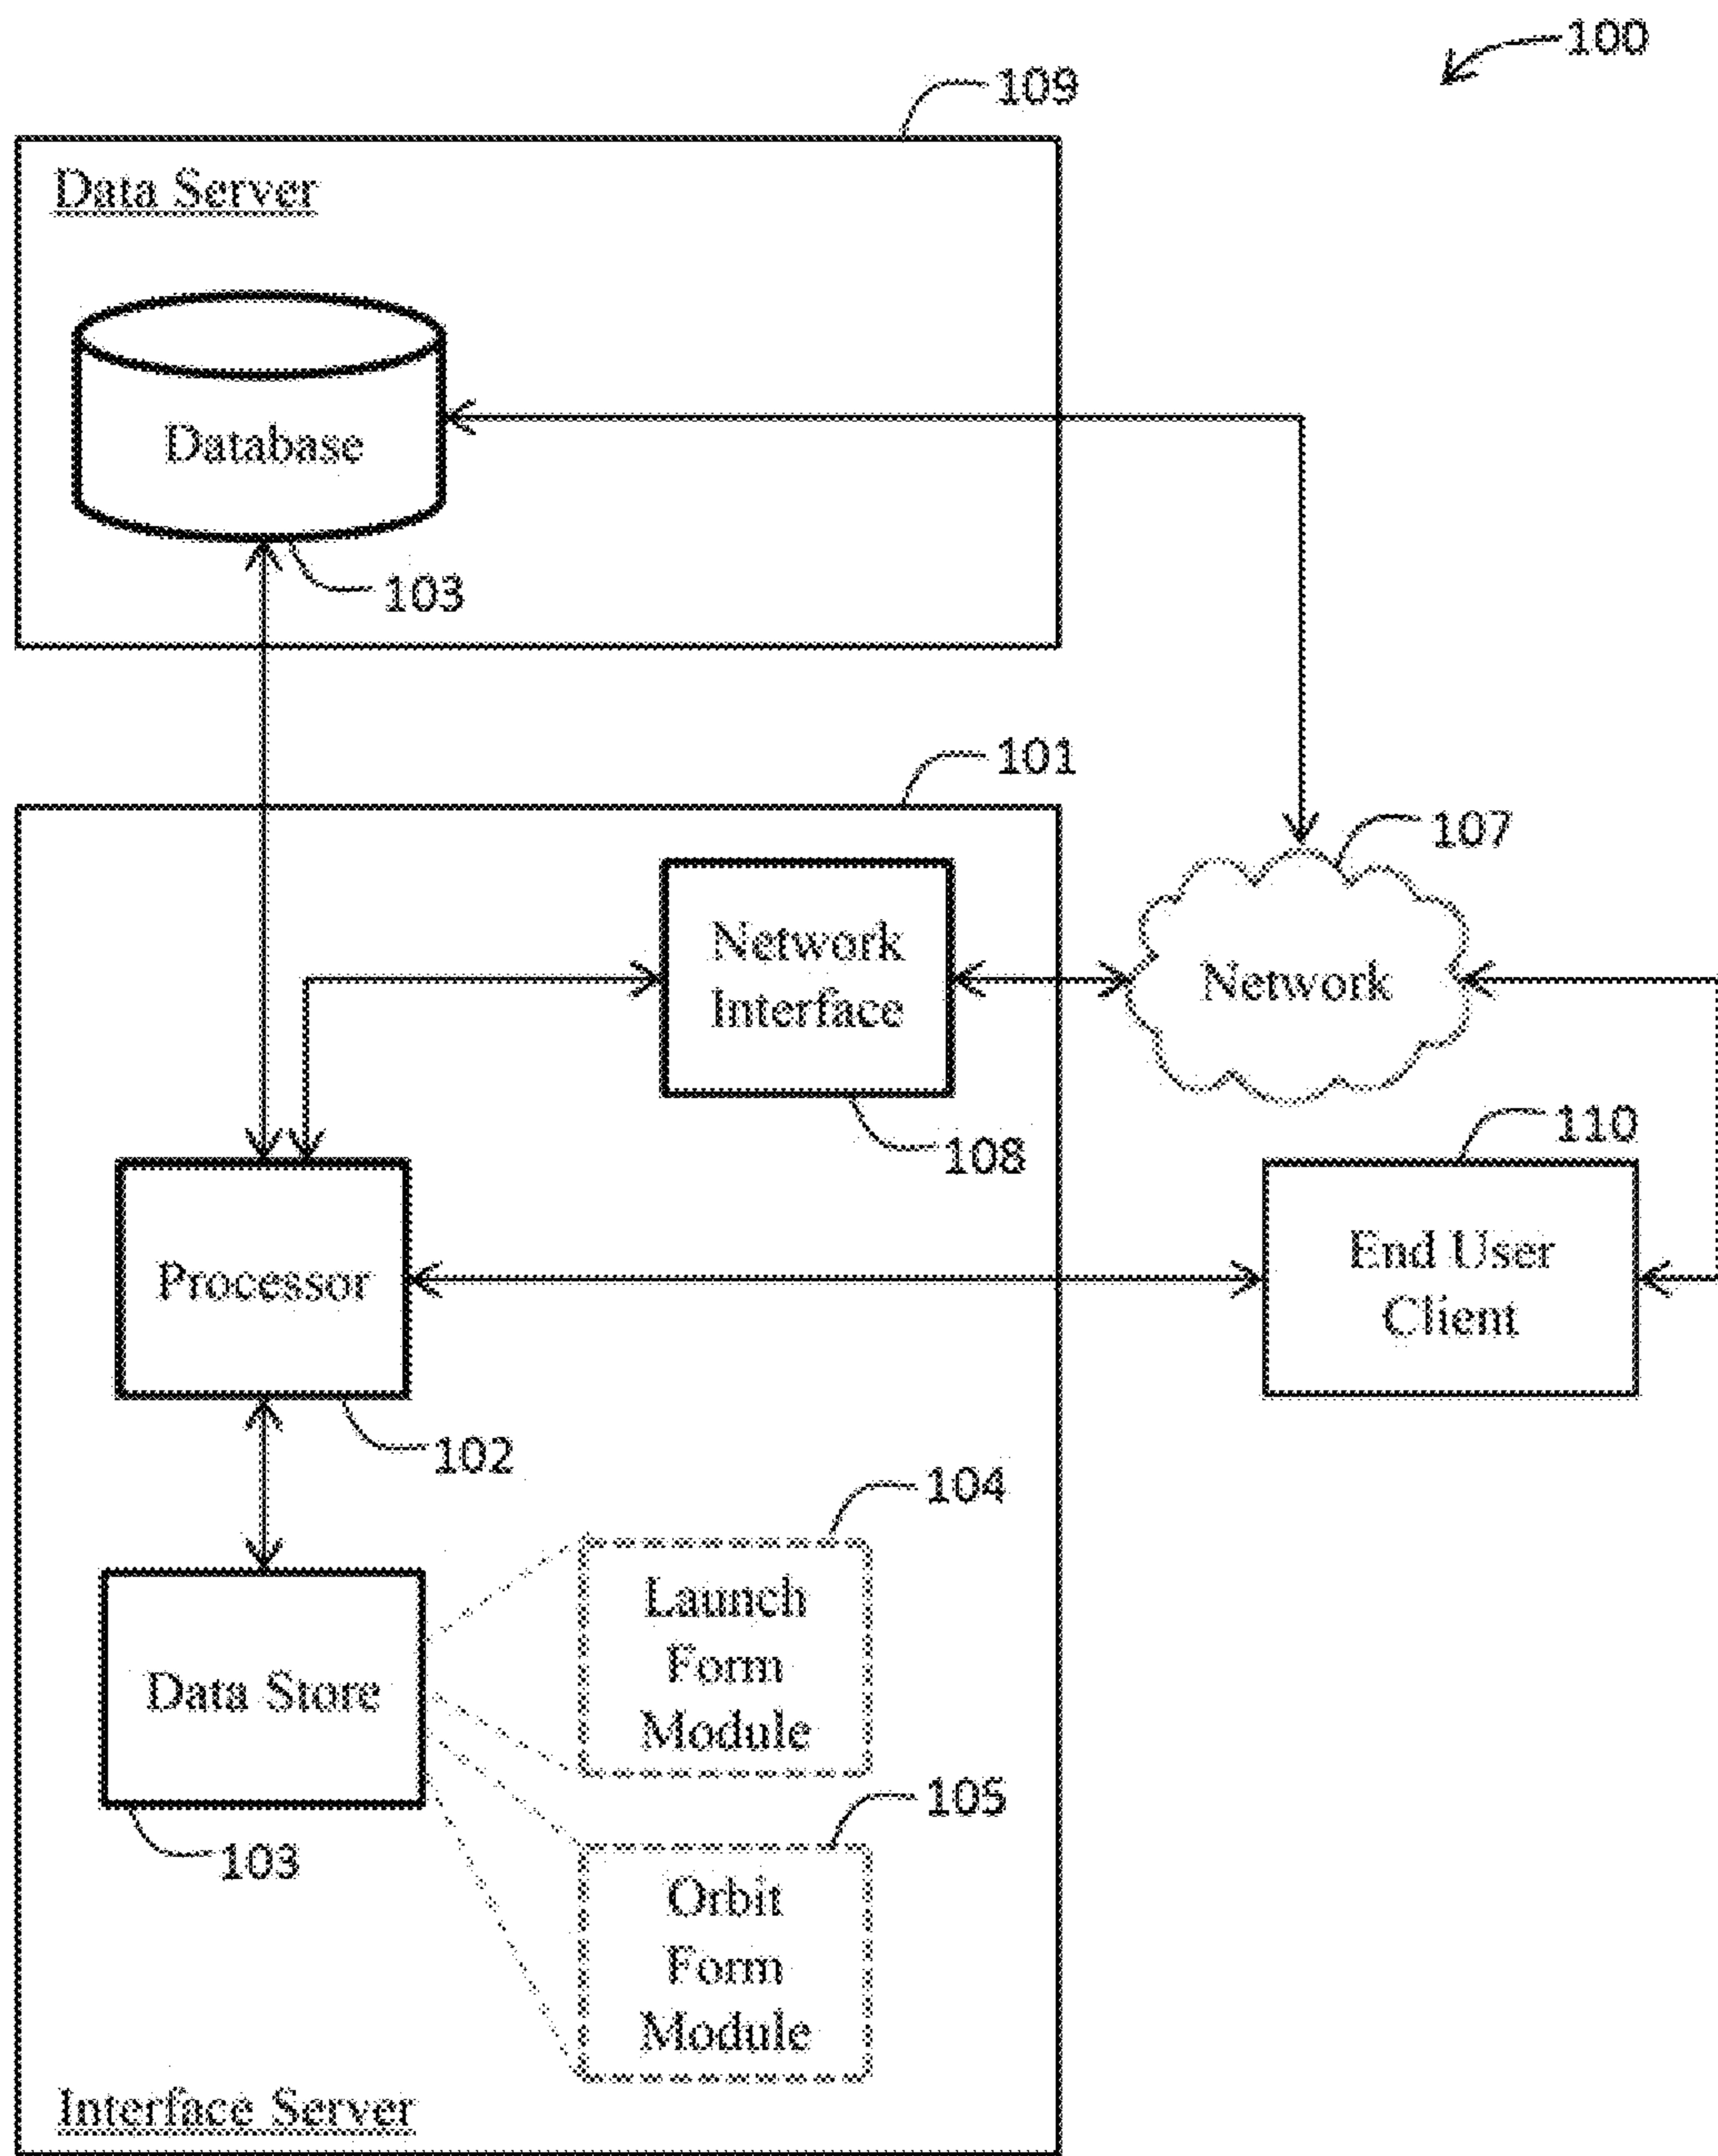 100
109
Data Server
Database
103
101
107
Network
Interface
Network
108
110
Processor
End User
Client
102
104
Launch
Form
Module
Data Store
105
103
Orbit
Form
Module
Interface Server